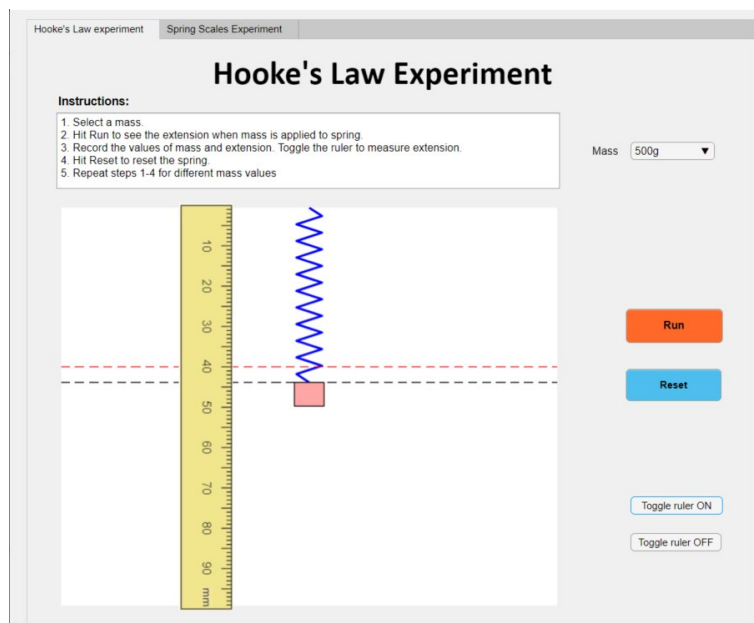 Hooke's Law experiment
Spring Scales Experiment
Hooke's Law Experiment
Instructions:
1. Select a mass.
2. Hit Run to see the extension when mass is applied to spring.
3. Record the values of mass and extension. Toggle the ruler to measure extension.
4. Hit Reset to reset the spring.
5. Repeat steps 1-4 for different mass values
Mass
500g
10
20
30
40
50
60
70
80
90
mm
Run
Reset
Toggle ruler ON
Toggle ruler OFF